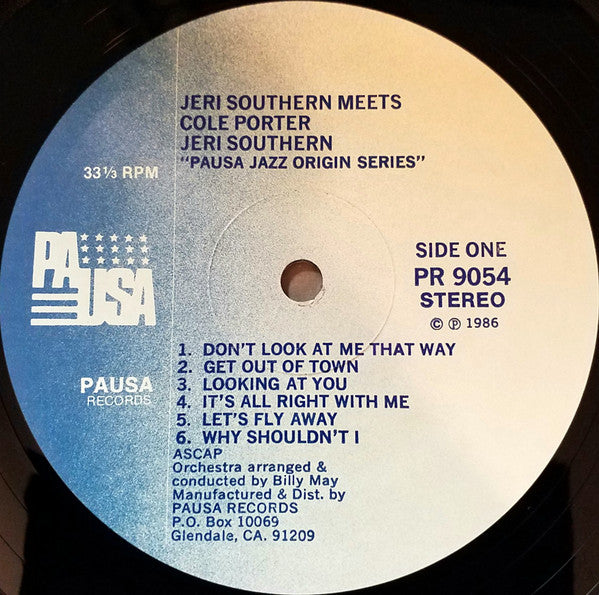 JERI SOUTHERN MEETS
COLE PORTER
JERI SOUTHERN
"PAUSA JAZZ ORIGIN SERIES"
33⅓ RPM
PAUSA
SIDE ONE
PR 9054
STEREO
© ℗ 1986
1. DON'T LOOK AT ME THAT WAY
2. GET OUT OF TOWN
3. LOOKING AT YOU
4. IT'S ALL RIGHT WITH ME
5. LET'S FLY AWAY
6. WHY SHOULDN'T I
PAUSA
RECORDS
ASCAP
Orchestra arranged &
conducted by Billy May
Manufactured & Dist. by
PAUSA RECORDS
P.O. Box 10069
Glendale, CA. 91209